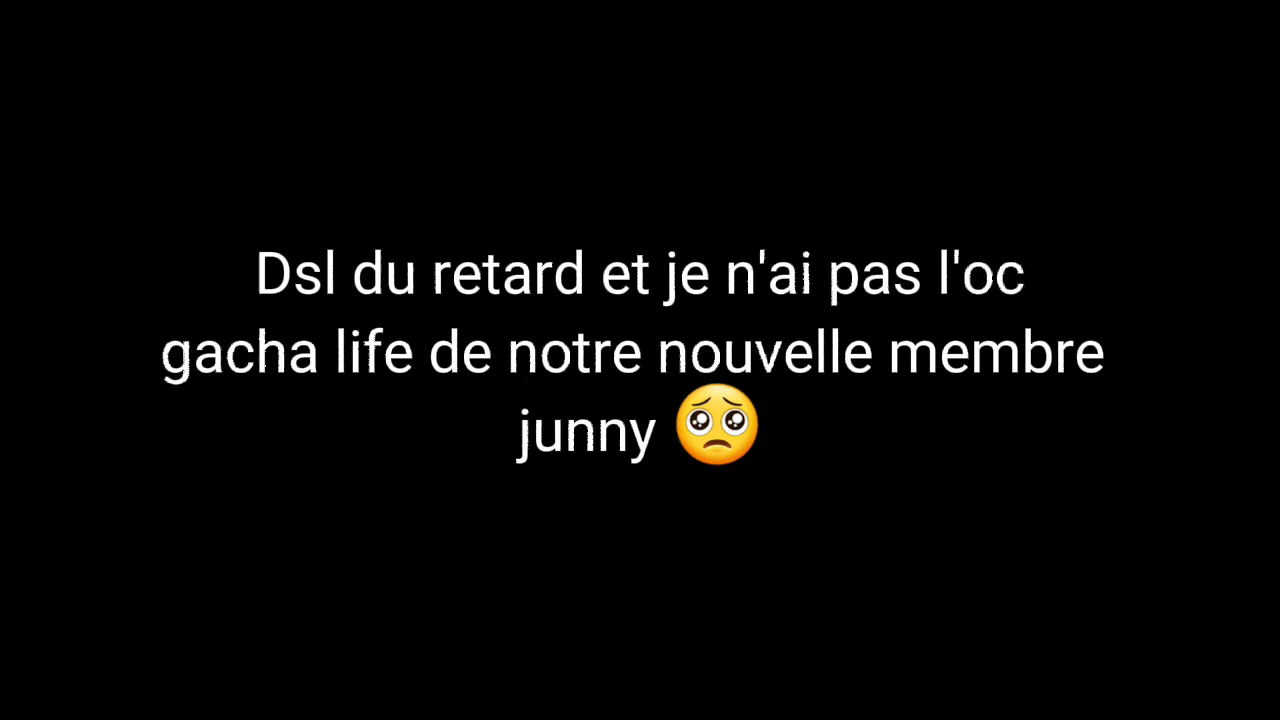 Dsl du retard et je n'ai pas l'oc
gacha life de notre nouvelle membre
junny 🥺